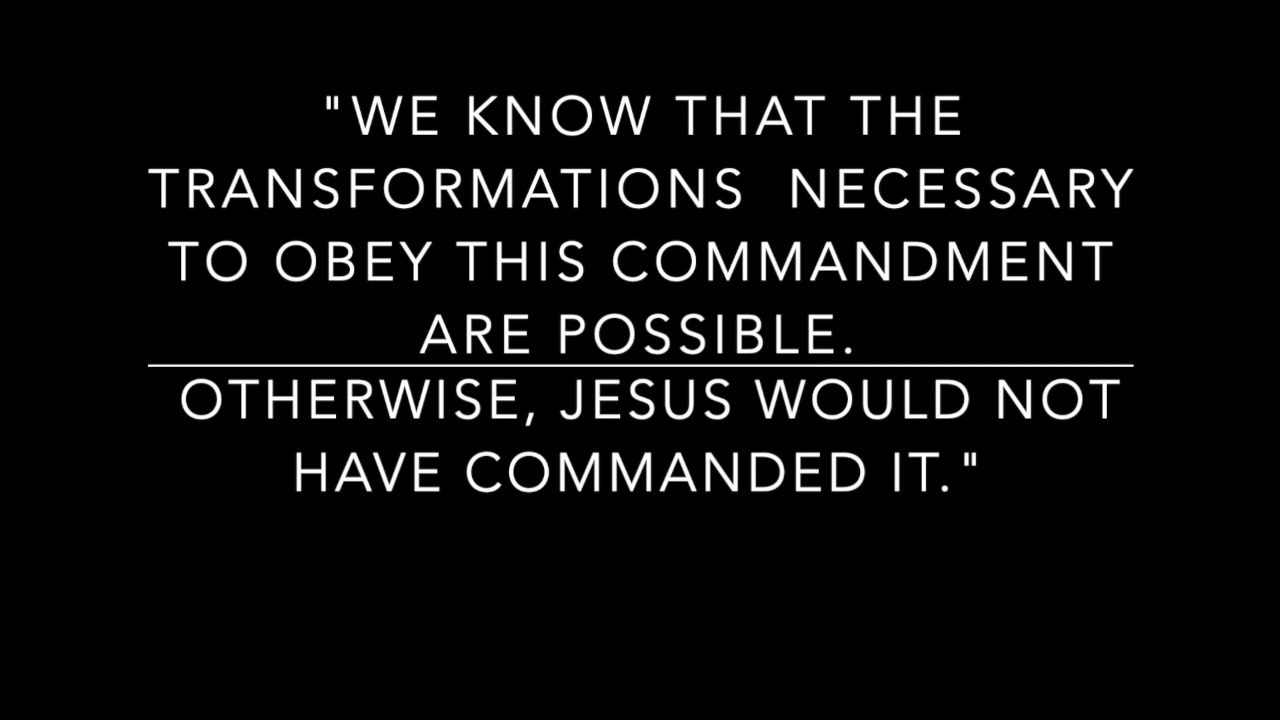 "WE KNOW THAT THE
TRANSFORMATIONS  NECESSARY
TO OBEY THIS COMMANDMENT
ARE POSSIBLE.
OTHERWISE, JESUS WOULD NOT
HAVE COMMANDED IT."